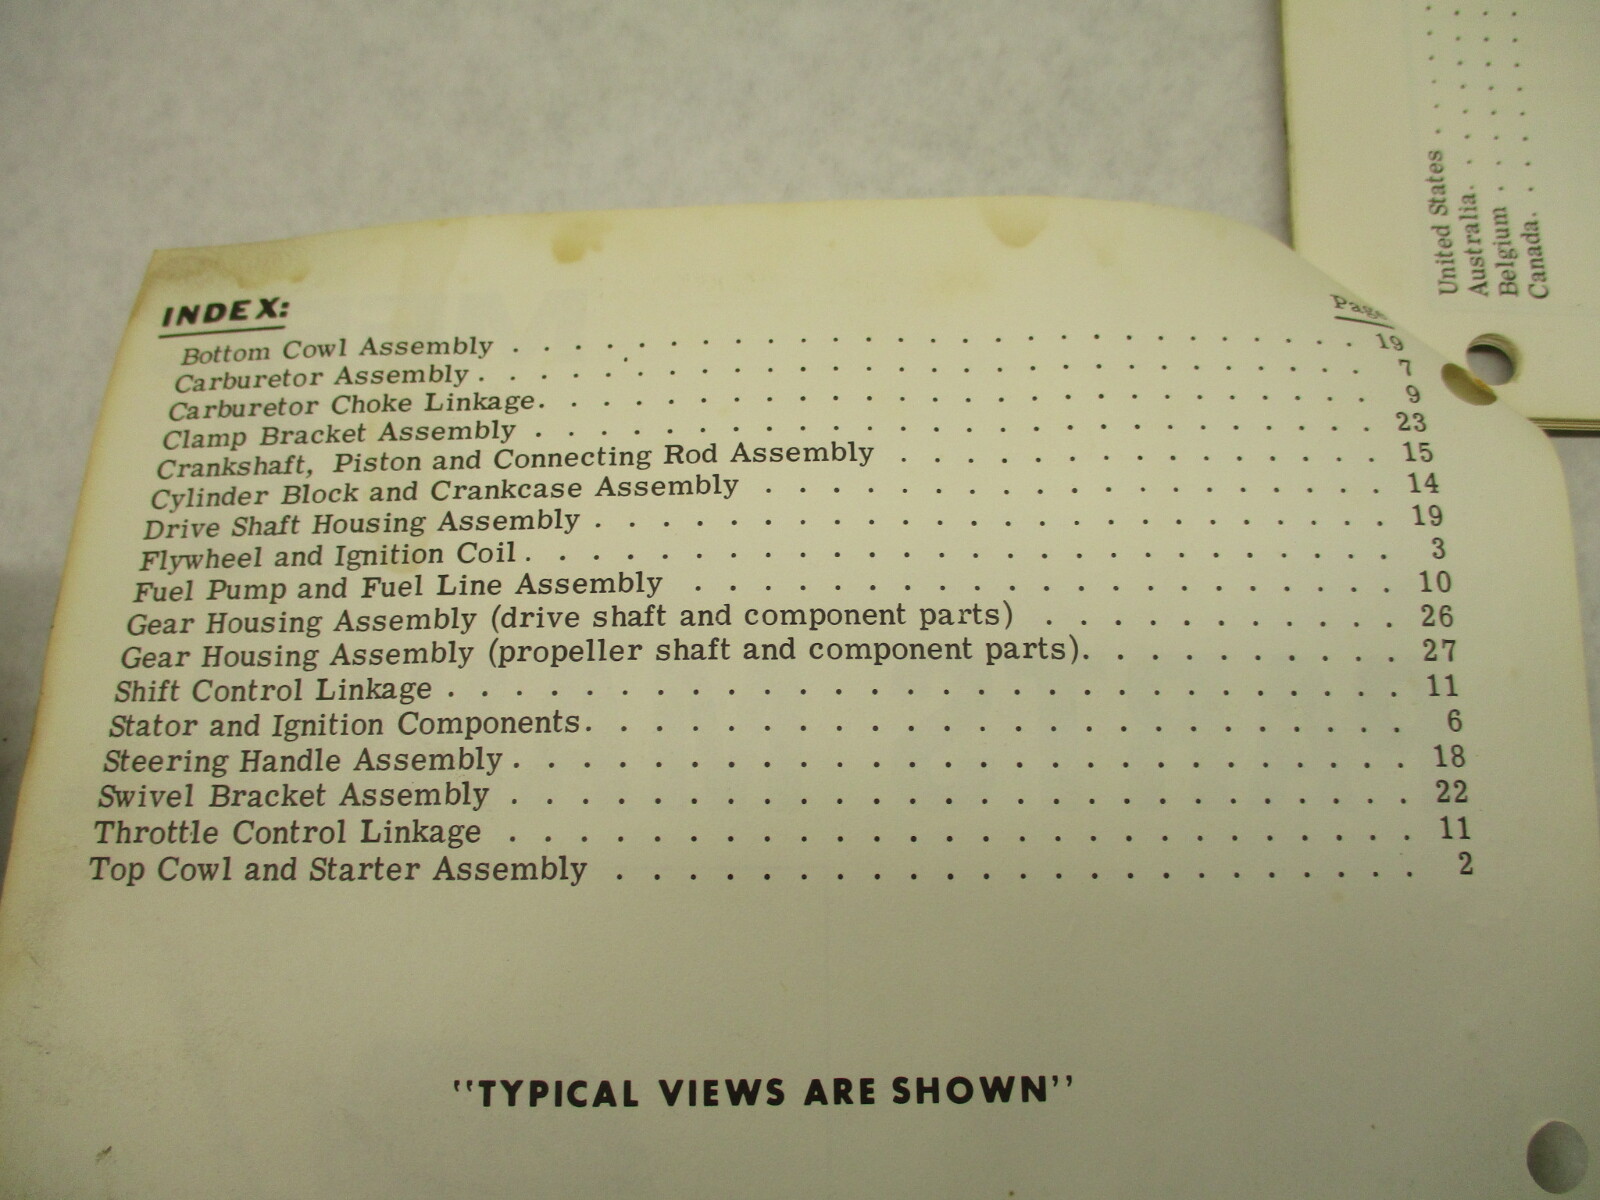 INDEX:
Page
Bottom Cowl Assembly . . . . . . . . . . . . . . . . . . . . . . . . . . . 19
Carburetor Assembly . . . . . . . . . . . . . . . . . . . . . . . . . . . . 7
Carburetor Choke Linkage. . . . . . . . . . . . . . . . . . . . . . . . . . 9
Clamp Bracket Assembly . . . . . . . . . . . . . . . . . . . . . . . . . . 23
Crankshaft, Piston and Connecting Rod Assembly . . . . . . . . . . . . . . . 15
Cylinder Block and Crankcase Assembly . . . . . . . . . . . . . . . . . . . 14
Drive Shaft Housing Assembly . . . . . . . . . . . . . . . . . . . . . . . . 19
Flywheel and Ignition Coil . . . . . . . . . . . . . . . . . . . . . . . . . . 3
Fuel Pump and Fuel Line Assembly . . . . . . . . . . . . . . . . . . . . . 10
Gear Housing Assembly (drive shaft and component parts) . . . . . . . . . . . 26
Gear Housing Assembly (propeller shaft and component parts). . . . . . . . . . 27
Shift Control Linkage . . . . . . . . . . . . . . . . . . . . . . . . . . . . 11
Stator and Ignition Components. . . . . . . . . . . . . . . . . . . . . . . . 6
Steering Handle Assembly . . . . . . . . . . . . . . . . . . . . . . . . . . 18
Swivel Bracket Assembly . . . . . . . . . . . . . . . . . . . . . . . . . . 22
Throttle Control Linkage . . . . . . . . . . . . . . . . . . . . . . . . . . 11
Top Cowl and Starter Assembly . . . . . . . . . . . . . . . . . . . . . . . 2
"TYPICAL VIEWS ARE SHOWN"
United States . . . . . .
Australia. . . . . . .
Belgium . . . . . . . .
Canada. . . . . . . . .